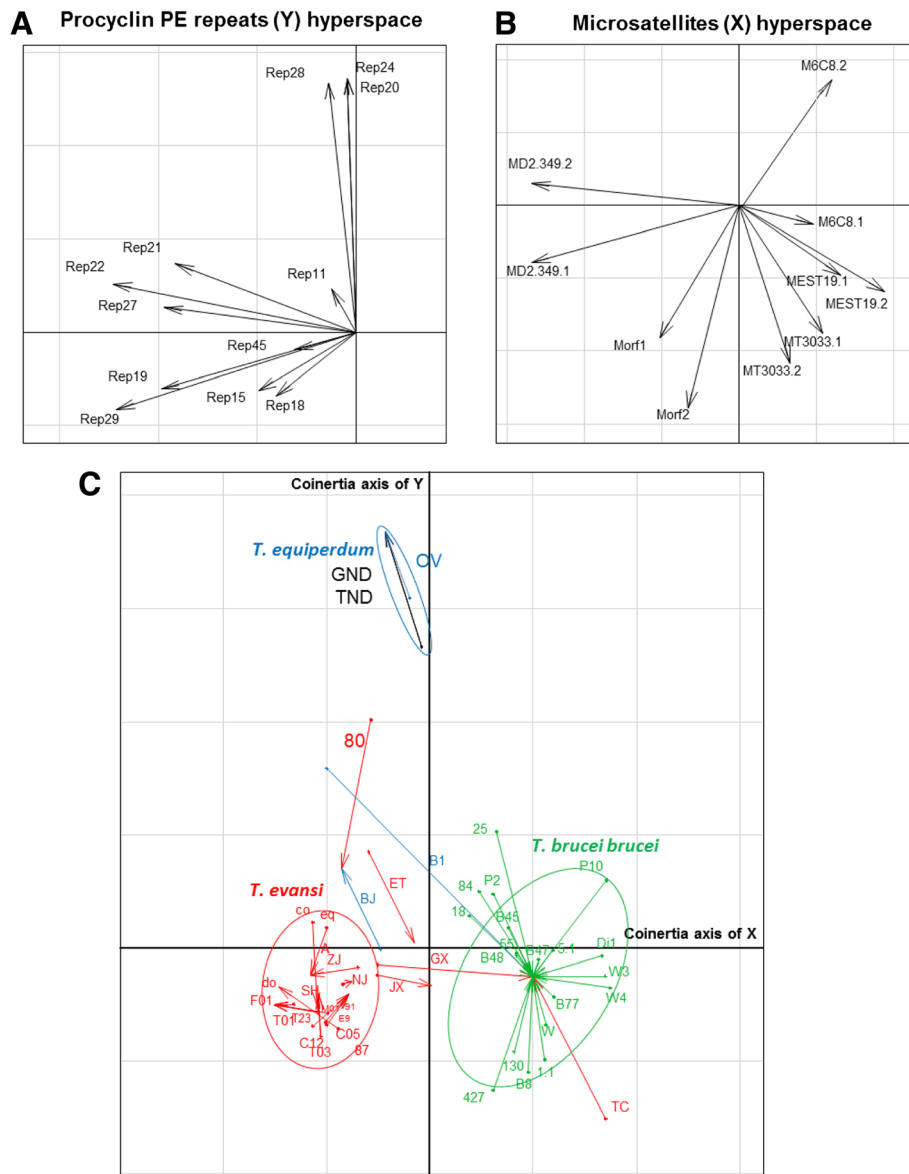 A
Procyclin PE repeats (Y) hyperspace
Rep28
Rep24
Rep20
Rep21
Rep22
Rep11
Rep27
Rep45
Rep19
Rep15
Rep18
Rep29
B
Microsatellites (X) hyperspace
M6C8.2
MD2.349.2
M6C8.1
MD2.349.1
MEST19.1
MEST19.2
Morf1
MT3033.1
MT3033.2
Morf2
C
Coinertia axis of Y
T. equiperdum
OV
GND
TND
80
25
T. brucei brucei
B1
P10
ET
84
P2
T. evansi
BJ
18
B45
co
eq
Coinertia axis of X
A
55
B47
5.1
Di1
ZJ
B48
GX
W3
do
SH
NJ
JX
W4
F01
B77
T01
T23
E9
W
C12
C05
T03
87
130
1.1
B8
427
TC